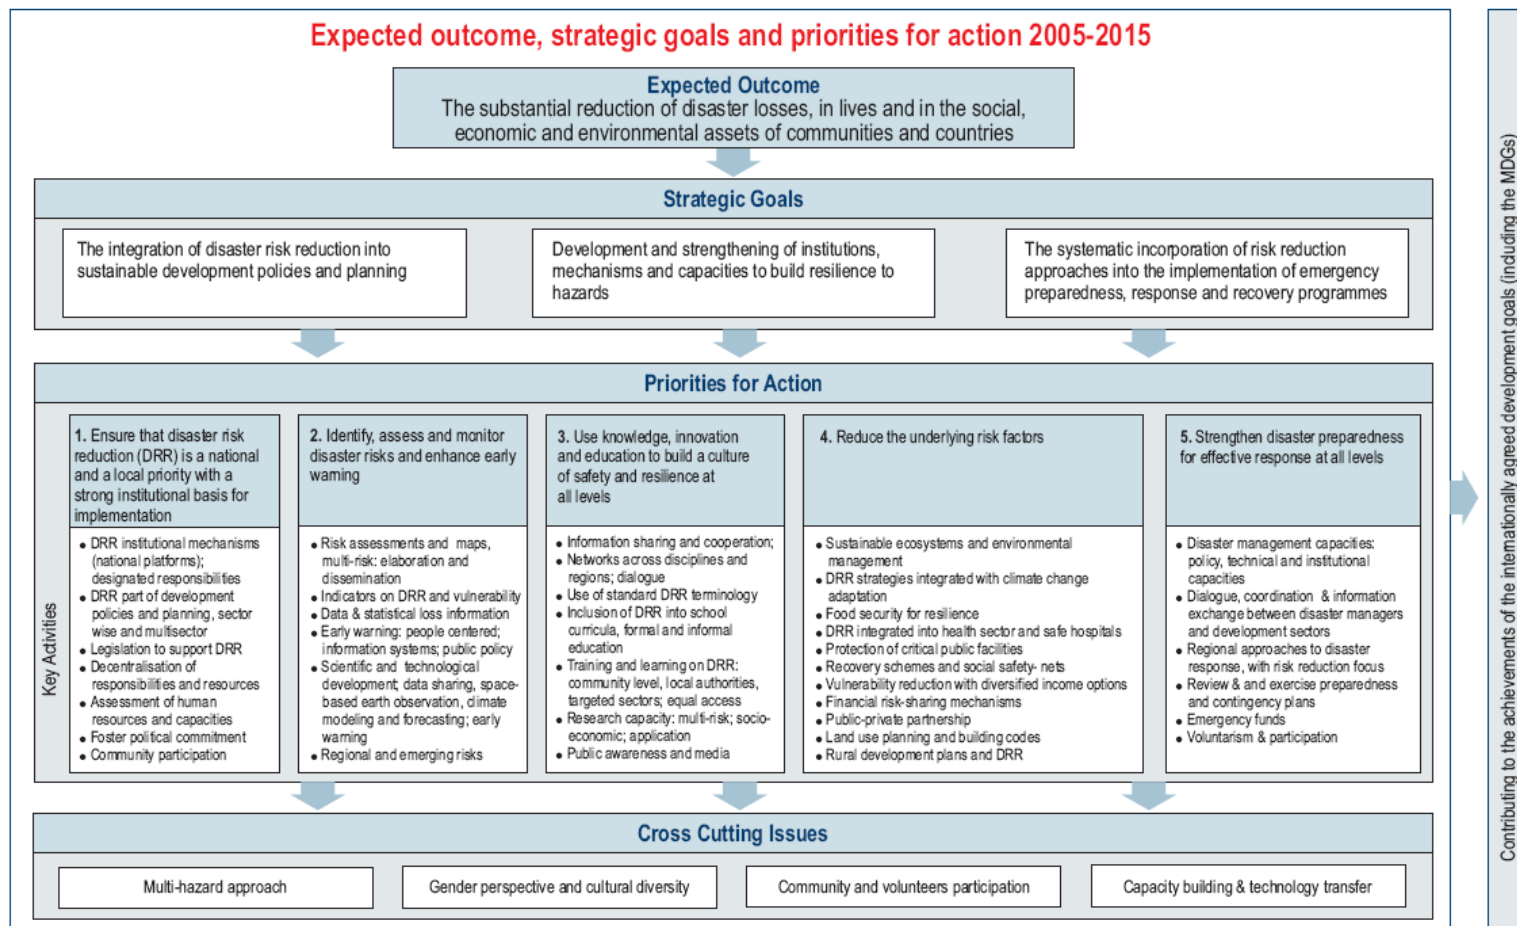 Expected outcome, strategic goals and priorities for action 2005-2015
Expected Outcome
The substantial reduction of disaster losses, in lives and in the social,
economic and environmental assets of communities and countries
Strategic Goals
The integration of disaster risk reduction into
sustainable development policies and planning
Development and strengthening of institutions,
mechanisms and capacities to build resilience to
hazards
The systematic incorporation of risk reduction
approaches into the implementation of emergency
preparedness, response and recovery programmes
Priorities for Action
1. Ensure that disaster risk
reduction (DRR) is a national
and a local priority with a
strong institutional basis for
implementation
2. Identify, assess and monitor
disaster risks and enhance early
warning
3. Use knowledge, innovation
and education to build a culture
of safety and resilience at
all levels
4. Reduce the underlying risk factors
5. Strengthen disaster preparedness
for effective response at all levels
Key Activities
• DRR institutional mechanisms
(national platforms);
designated responsibilities
• DRR part of development
policies and planning, sector
wise and multisector
• Legislation to support DRR
• Decentralisation of
responsibilities and resources
• Assessment of human
resources and capacities
• Foster political commitment
• Community participation
• Risk assessments and maps,
multi-risk: elaboration and
dissemination
• Indicators on DRR and vulnerability
• Data & statistical loss information
• Early warning: people centered;
information systems; public policy
• Scientific and technological
development; data sharing, space-
based earth observation, climate
modeling and forecasting; early
warning
• Regional and emerging risks
• Information sharing and cooperation;
• Networks across disciplines and
regions; dialogue
• Use of standard DRR terminology
• Inclusion of DRR into school
curricula, formal and informal
education
• Training and learning on DRR:
community level, local authorities,
targeted sectors; equal access
• Research capacity: multi-risk; socio-
economic; application
• Public awareness and media
• Sustainable ecosystems and environmental
management
• DRR strategies integrated with climate change
adaptation
• Food security for resilience
• DRR integrated into health sector and safe hospitals
• Protection of critical public facilities
• Recovery schemes and social safety- nets
• Vulnerability reduction with diversified income options
• Financial risk-sharing mechanisms
• Public-private partnership
• Land use planning and building codes
• Rural development plans and DRR
• Disaster management capacities:
policy, technical and institutional
capacities
• Dialogue, coordination & information
exchange between disaster managers
and development sectors
• Regional approaches to disaster
response, with risk reduction focus
• Review & and exercise preparedness
and contingency plans
• Emergency funds
• Voluntarism & participation
Cross Cutting Issues
Multi-hazard approach
Gender perspective and cultural diversity
Community and volunteers participation
Capacity building & technology transfer
Contributing to the achievements of the internationally agreed development goals (including the MDGs)